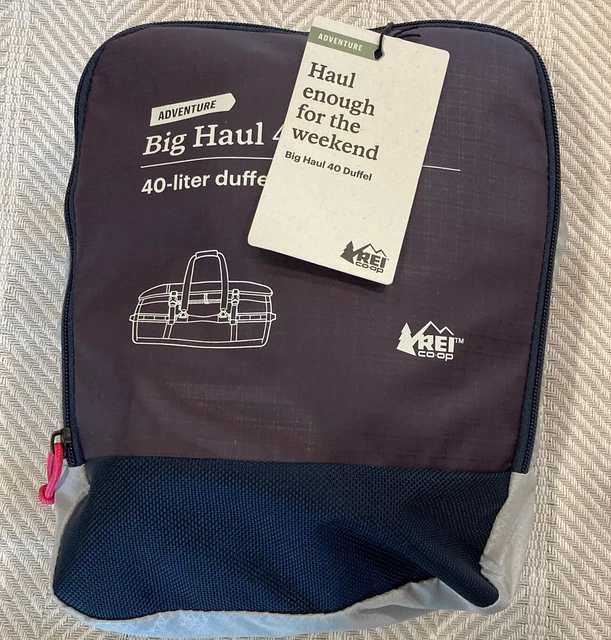 ADVENTURE
Big Haul 4
40-liter duffe
REI™
co·op
ADVENTURE
Haul
enough
for the
weekend
Big Haul 40 Duffel
REI
co·op